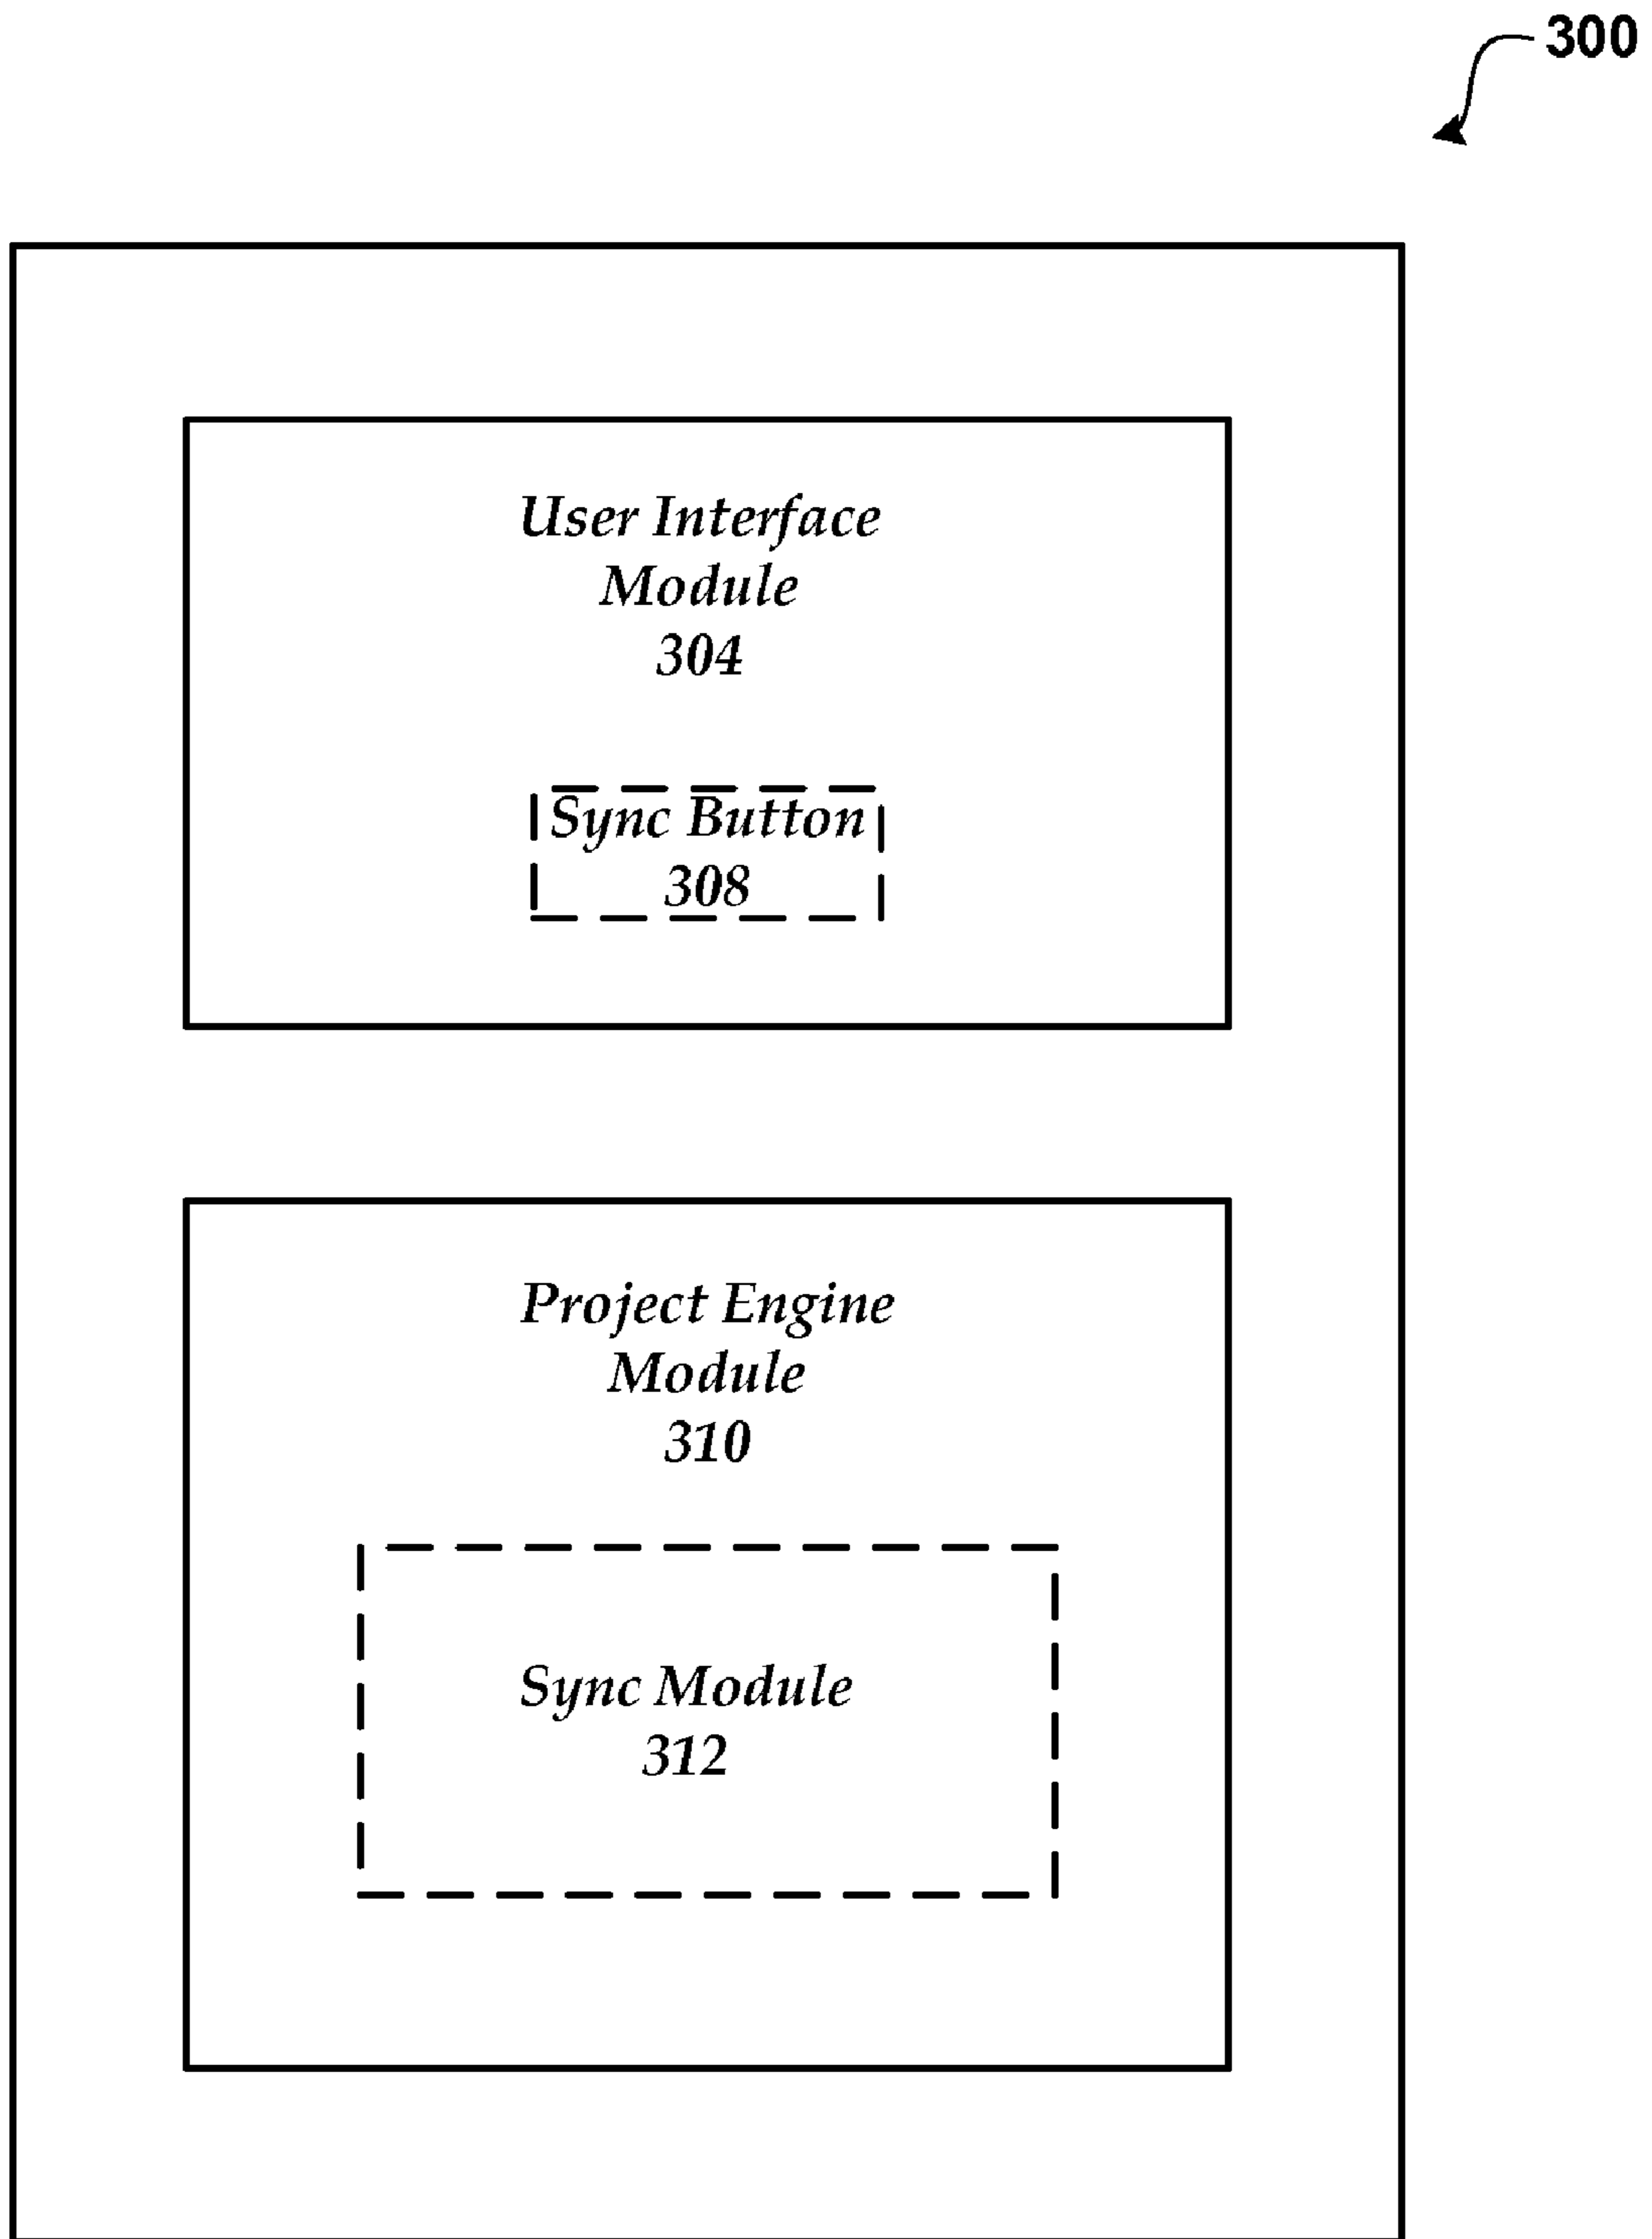 300
User Interface
Module
304
Sync Button
308
Project Engine
Module
310
Sync Module
312